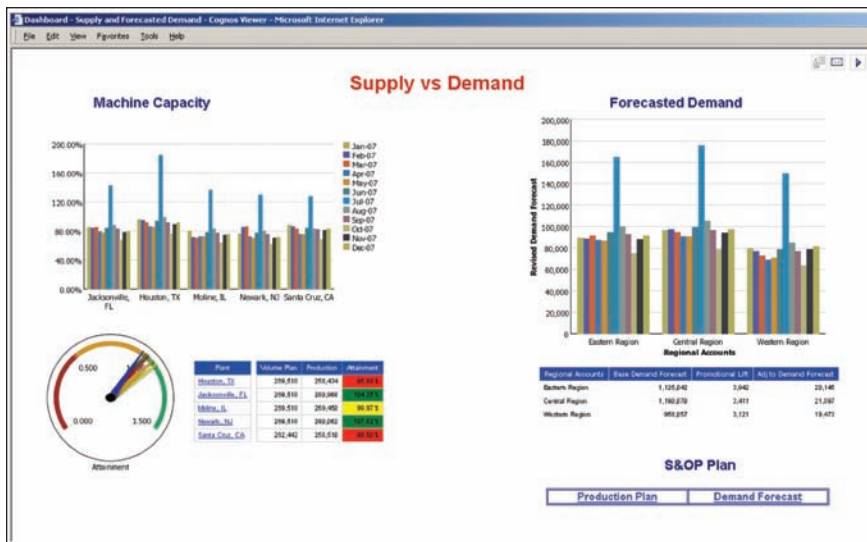 Dashboard - Supply and Forecasted Demand - Cognos Viewer - Microsoft Internet Explorer
File Edit View Favorites Tools Help
Supply vs Demand
Machine Capacity
200.00%
160.00%
120.00%
80.00%
40.00%
0.00%
Jacksonville, FL
Houston, TX
Moline, IL
Newark, NJ
Santa Cruz, CA
Jan-07
Feb-07
Mar-07
Apr-07
May-07
Jun-07
Jul-07
Aug-07
Sep-07
Oct-07
Nov-07
Dec-07
Forecasted Demand
Revised Demand Forecast
200,000
180,000
160,000
140,000
120,000
100,000
80,000
60,000
40,000
20,000
0
Eastern Region
Central Region
Western Region
Regional Accounts
0.500
0.000
1.500
Attainment
Plant Volume Plan Production Attainment
Houston, TX
Jacksonville, FL
Moline, IL
Newark, NJ
Santa Cruz, CA
Regional Accounts Base Demand Forecast Promotional Lift Adj to Demand Forecast
Eastern Region
Central Region
Western Region
S&OP Plan
Production Plan Demand Forecast